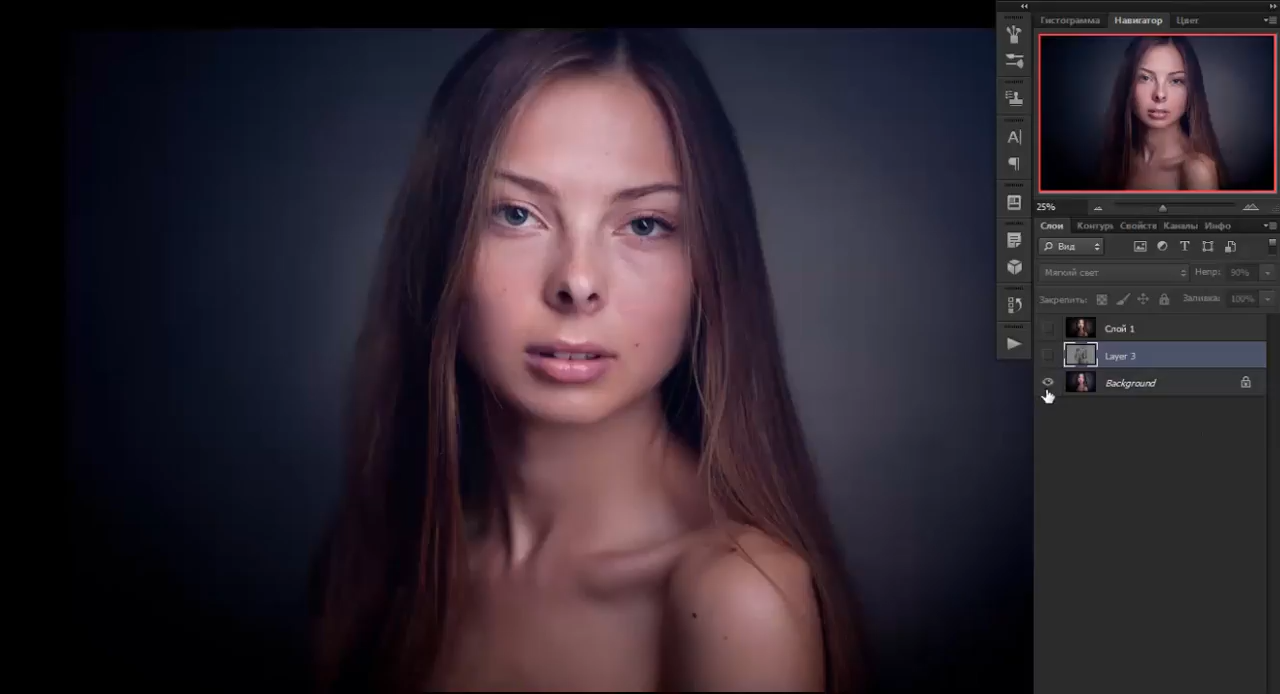 Гистограмма Навигатор Цвет
25%
Слои Контуры Свойств Каналы Инфо
Вид
Мягкий свет Непр: 90%
Закрепить: Заливка: 100%
Слой 1
Layer 3
Background